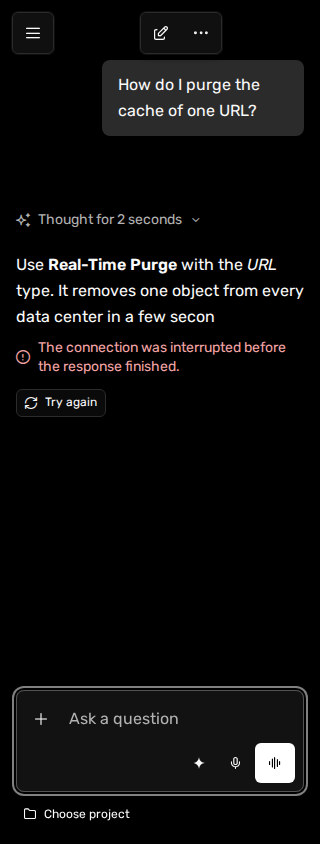 How do I purge the
cache of one URL?
Thought for 2 seconds
Use Real-Time Purge with the URL
type. It removes one object from every
data center in a few secon
The connection was interrupted before
the response finished.
Try again
Ask a question
Choose project